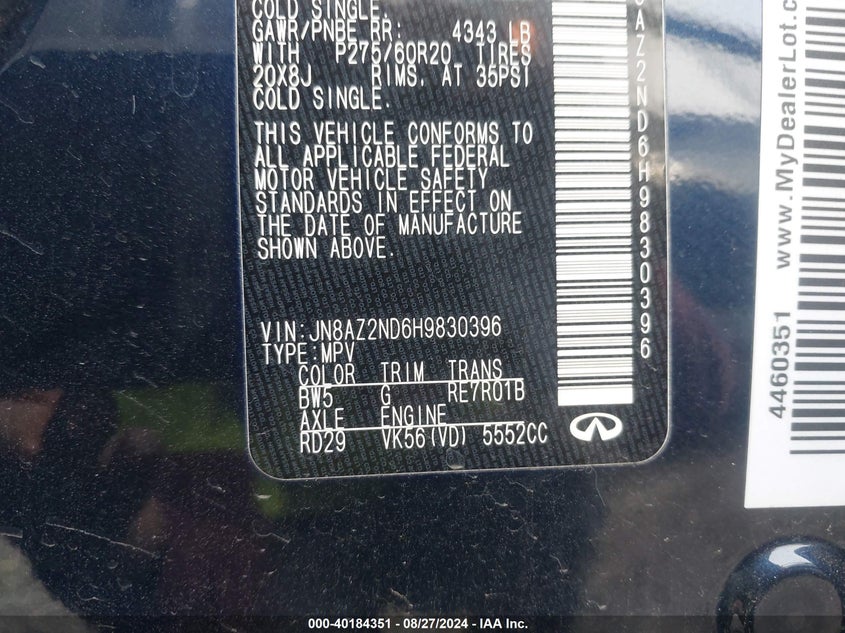 COLD SINGLE.
GAWR/PNBE RR: 4343 LB
WITH P275/60R20 TIRES
20X8J RIMS, AT 35PSI
COLD SINGLE.
THIS VEHICLE CONFORMS TO
ALL APPLICABLE FEDERAL
MOTOR VEHICLE SAFETY
STANDARDS IN EFFECT ON
THE DATE OF MANUFACTURE
SHOWN ABOVE.
VIN:JN8AZ2ND6H9830396
TYPE:MPV
COLOR TRIM TRANS
BW5 G RE7R01B
AXLE ENGINE
RD29 VK56(VD) 5552CC
AZ2ND6H9830396
4460351 www.MyDealerLot.c
000-40184351 - 08/27/2024 - IAA Inc.